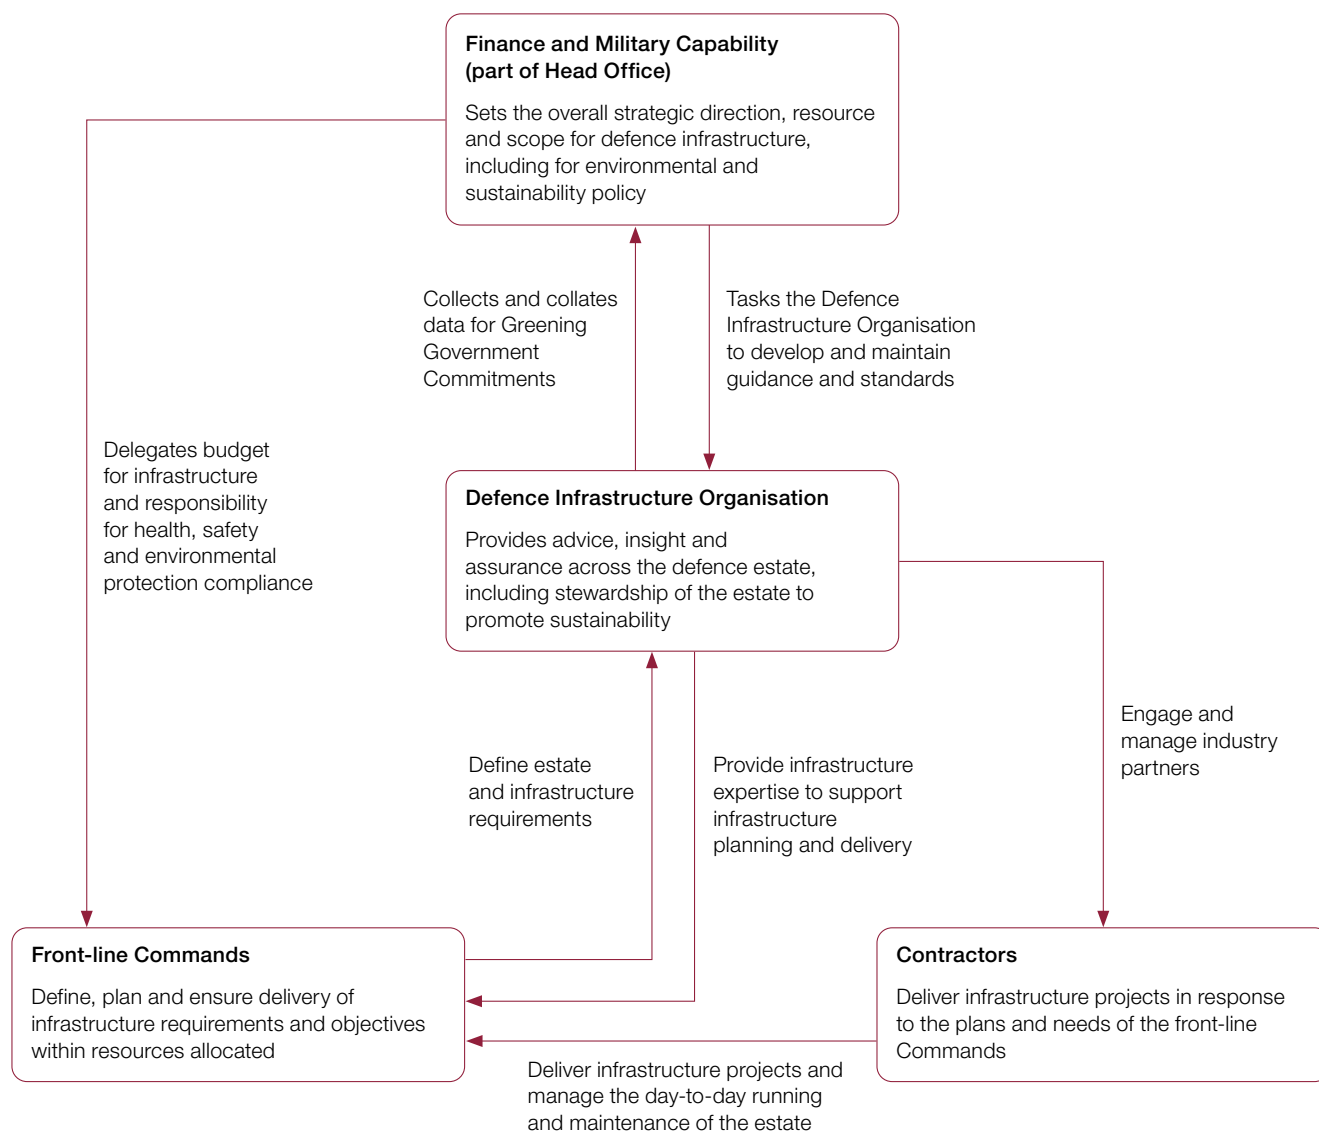 Finance and Military Capability
(part of Head Office)
Sets the overall strategic direction, resource
and scope for defence infrastructure,
including for environmental and
sustainability policy
Collects and collates
data for Greening
Government
Commitments
Tasks the Defence
Infrastructure Organisation
to develop and maintain
guidance and standards
Delegates budget
for infrastructure
and responsibility
for health, safety
and environmental
protection compliance
Defence Infrastructure Organisation
Provides advice, insight and
assurance across the defence estate,
including stewardship of the estate to
promote sustainability
Define estate
and infrastructure
requirements
Provide infrastructure
expertise to support
infrastructure
planning and delivery
Engage and
manage industry
partners
Front-line Commands
Define, plan and ensure delivery of
infrastructure requirements and objectives
within resources allocated
Contractors
Deliver infrastructure projects in response
to the plans and needs of the front-line
Commands
Deliver infrastructure projects and
manage the day-to-day running
and maintenance of the estate